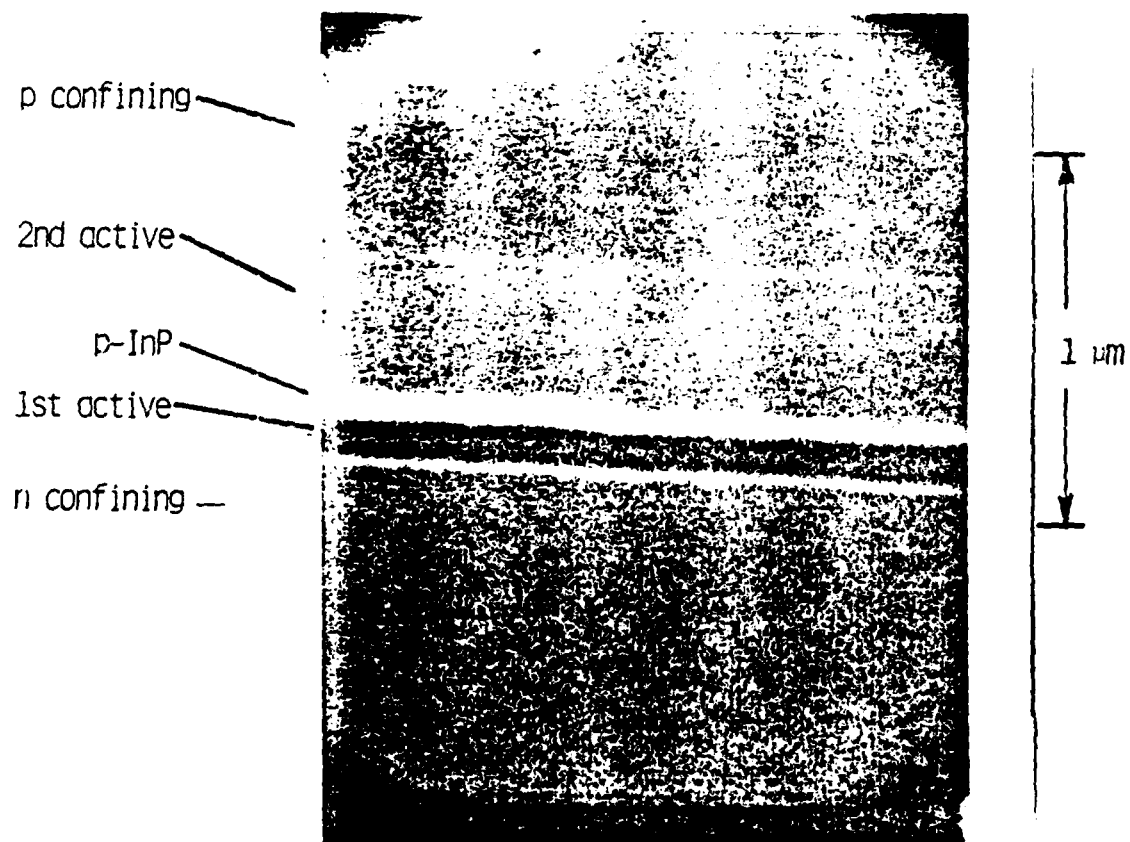 p confining
2nd active
p-InP
1 μm
1st active
n confining